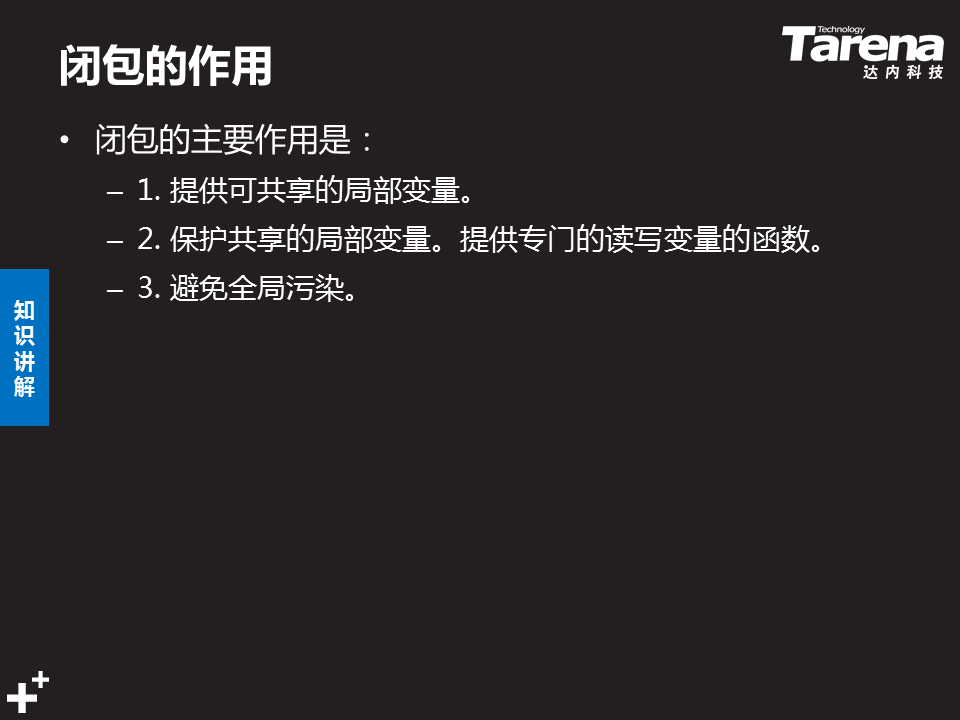 闭包的作用
Technology
Tarena
达内科技
• 闭包的主要作用是：
– 1. 提供可共享的局部变量。
– 2. 保护共享的局部变量。提供专门的读写变量的函数。
– 3. 避免全局污染。
知识讲解